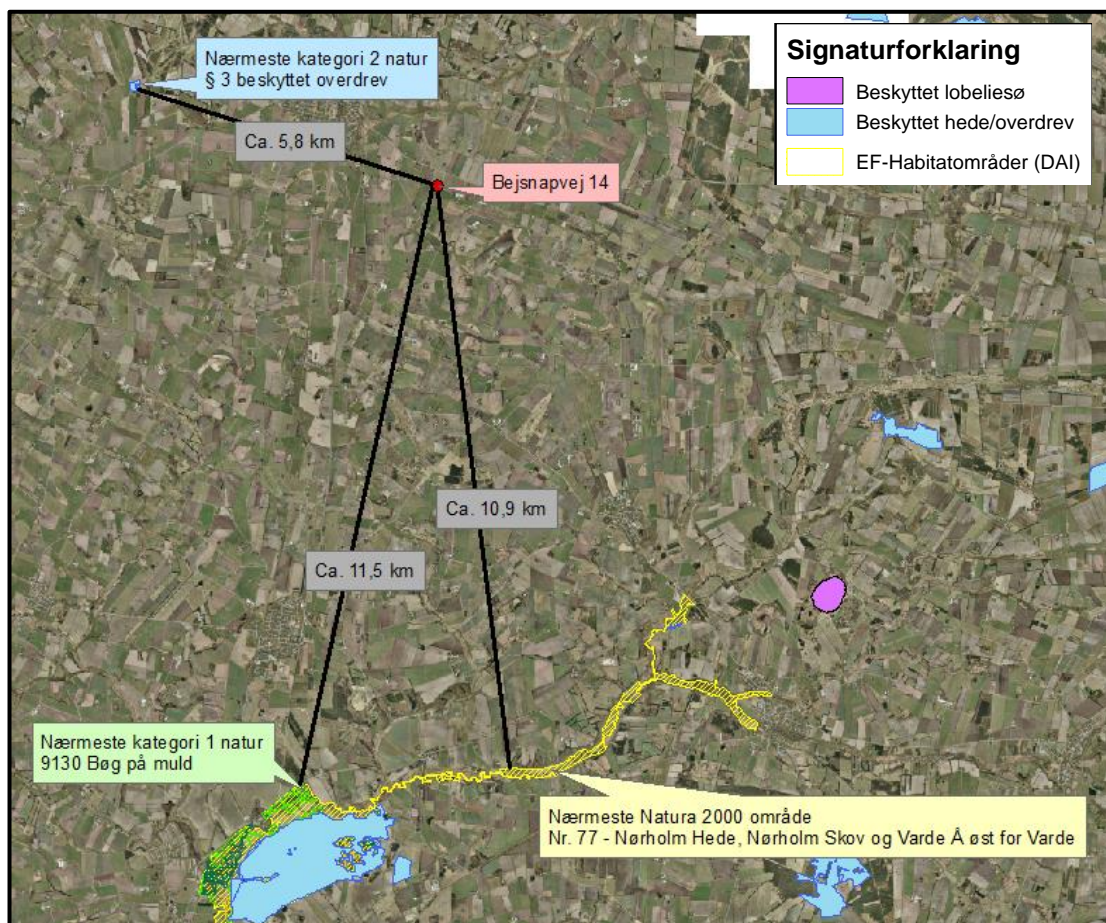 Nærmeste kategori 2 natur
§ 3 beskyttet overdrev
Signaturforklaring
Beskyttet lobeliesø
Beskyttet hede/overdrev
EF-Habitatområder (DAI)
Ca. 5,8 km
Bejsnapvej 14
Ca. 10,9 km
Ca. 11,5 km
Nærmeste kategori 1 natur
9130 Bøg på muld
Nærmeste Natura 2000 område
Nr. 77 - Nørholm Hede, Nørholm Skov og Varde Å øst for Varde